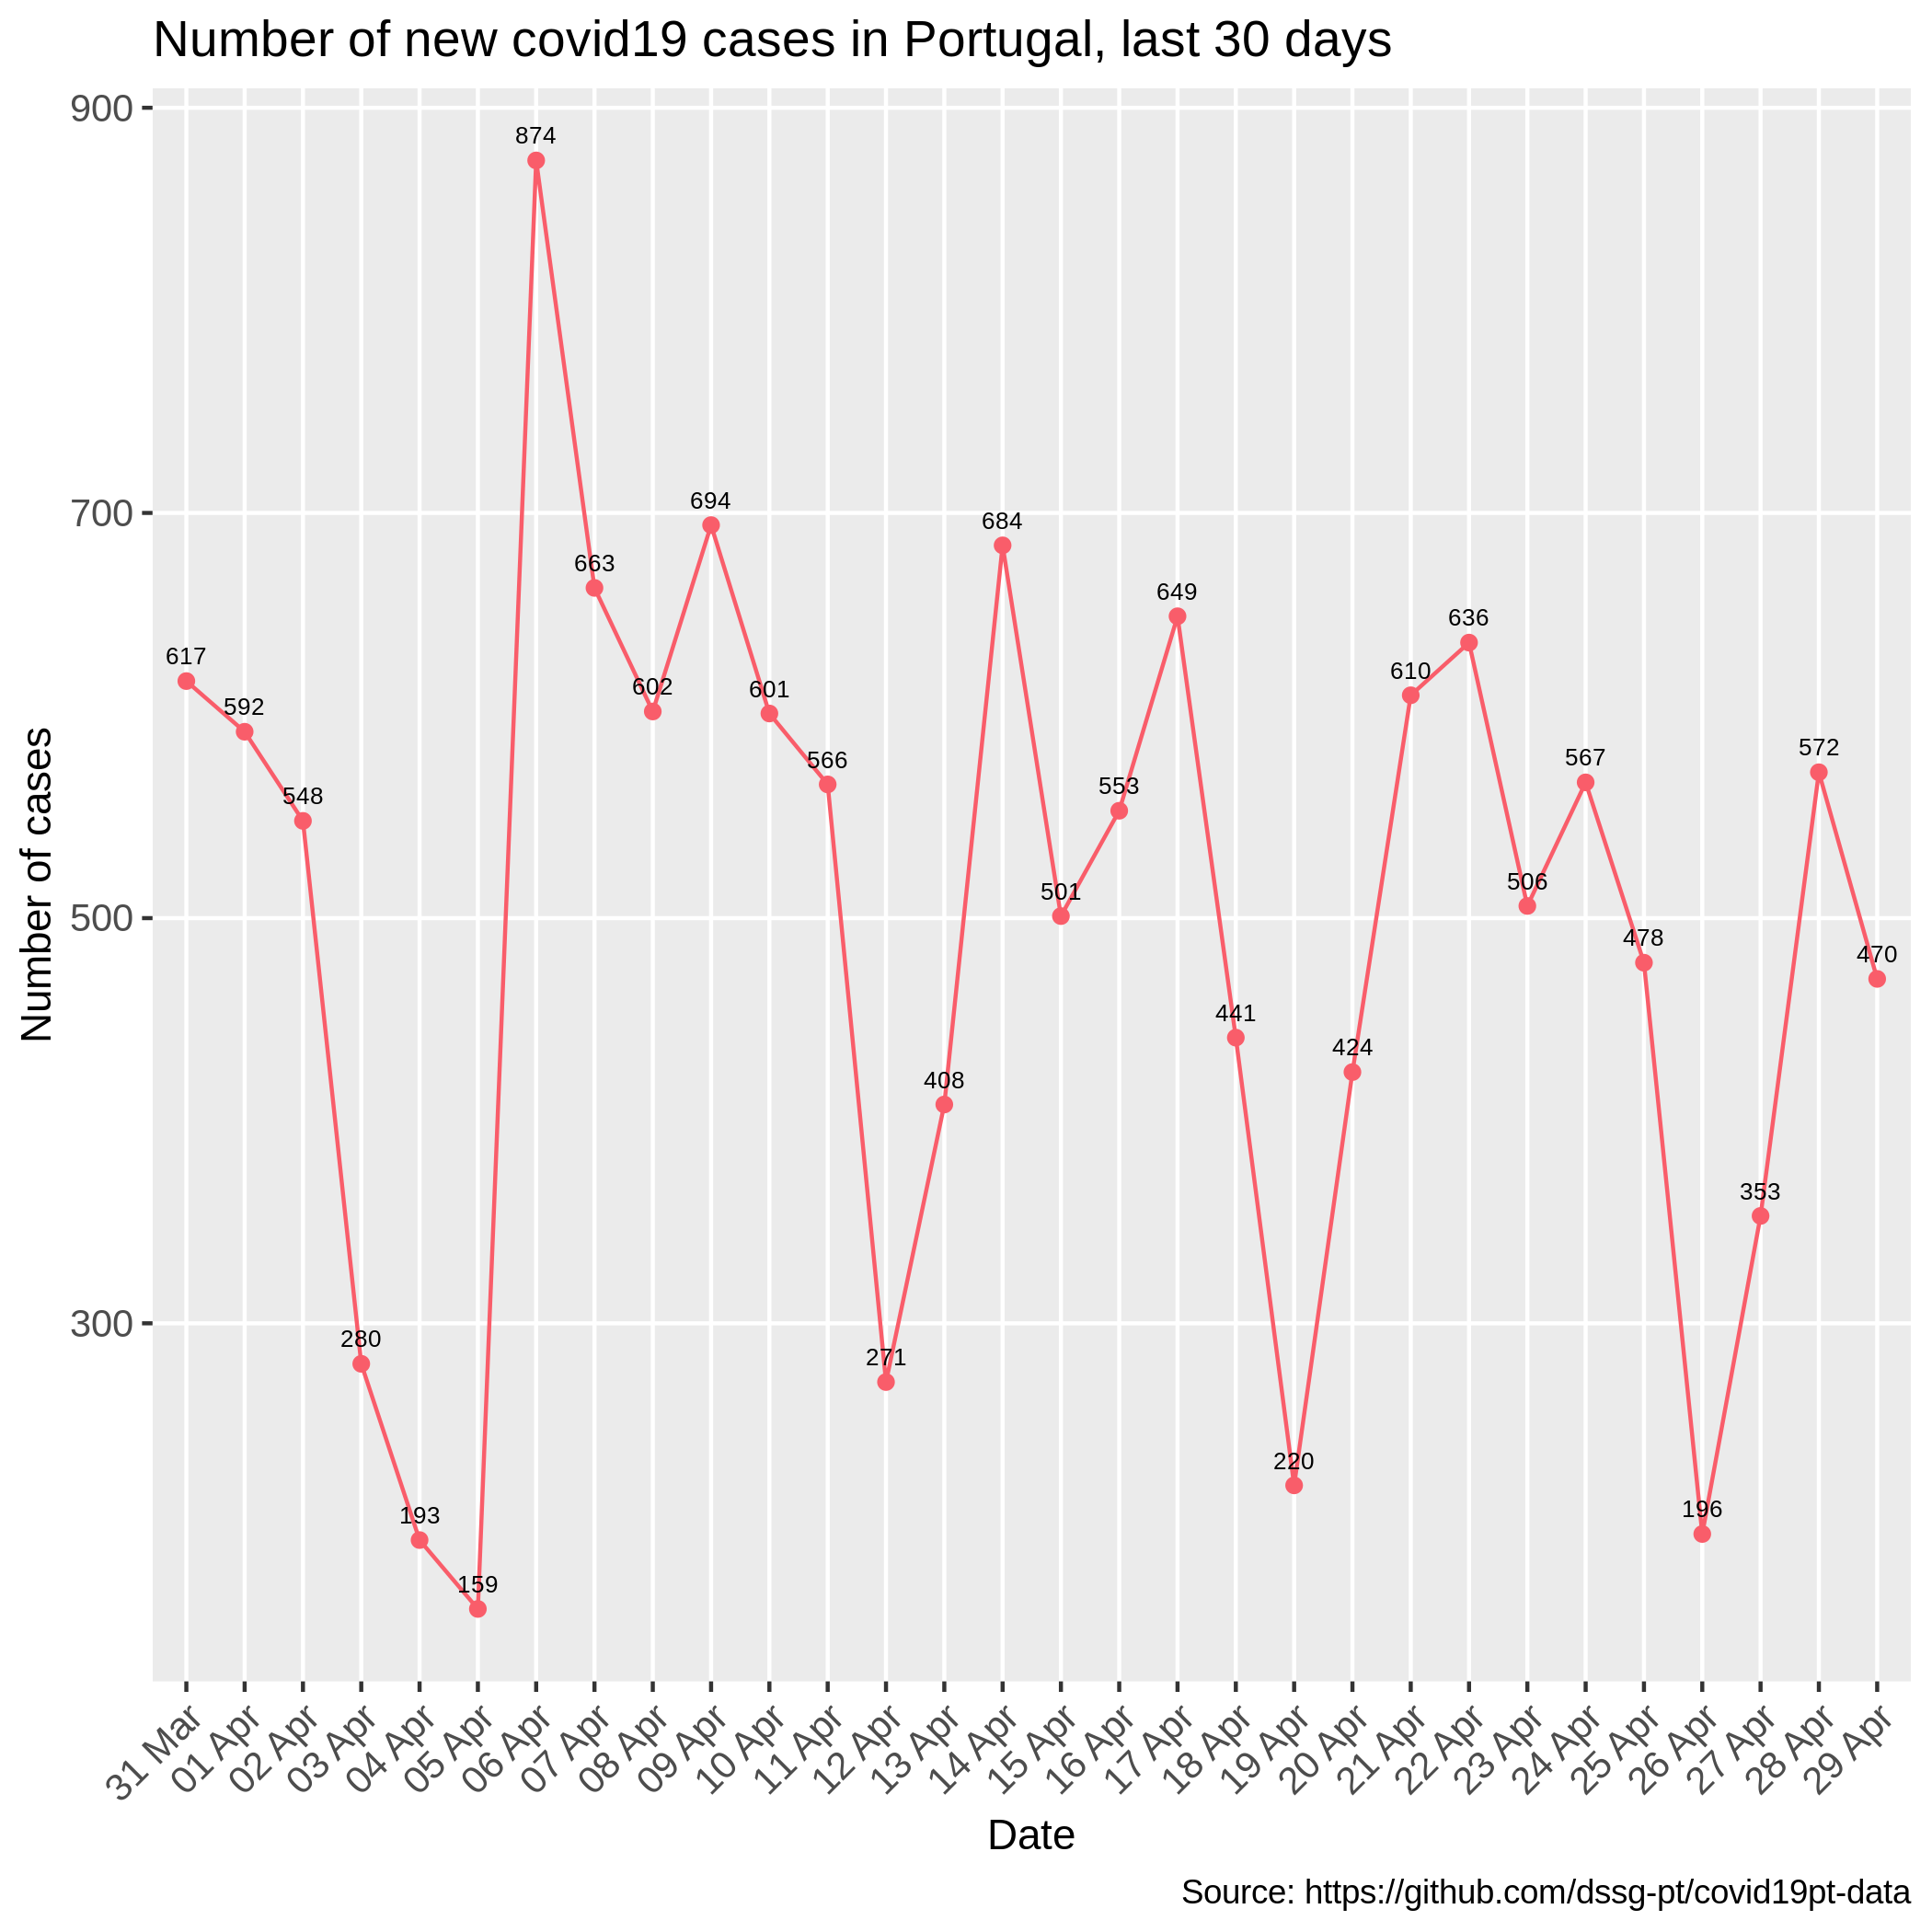 Number of new covid19 cases in Portugal, last 30 days
900
700
500
300
Number of cases
617
592
548
280
193
159
874
663
602
694
601
566
271
408
684
501
553
649
441
220
424
610
636
506
567
478
196
353
572
470
31 Mar
01 Apr
02 Apr
03 Apr
04 Apr
05 Apr
06 Apr
07 Apr
08 Apr
09 Apr
10 Apr
11 Apr
12 Apr
13 Apr
14 Apr
15 Apr
16 Apr
17 Apr
18 Apr
19 Apr
20 Apr
21 Apr
22 Apr
23 Apr
24 Apr
25 Apr
26 Apr
27 Apr
28 Apr
29 Apr
Date
Source: https://github.com/dssg-pt/covid19pt-data